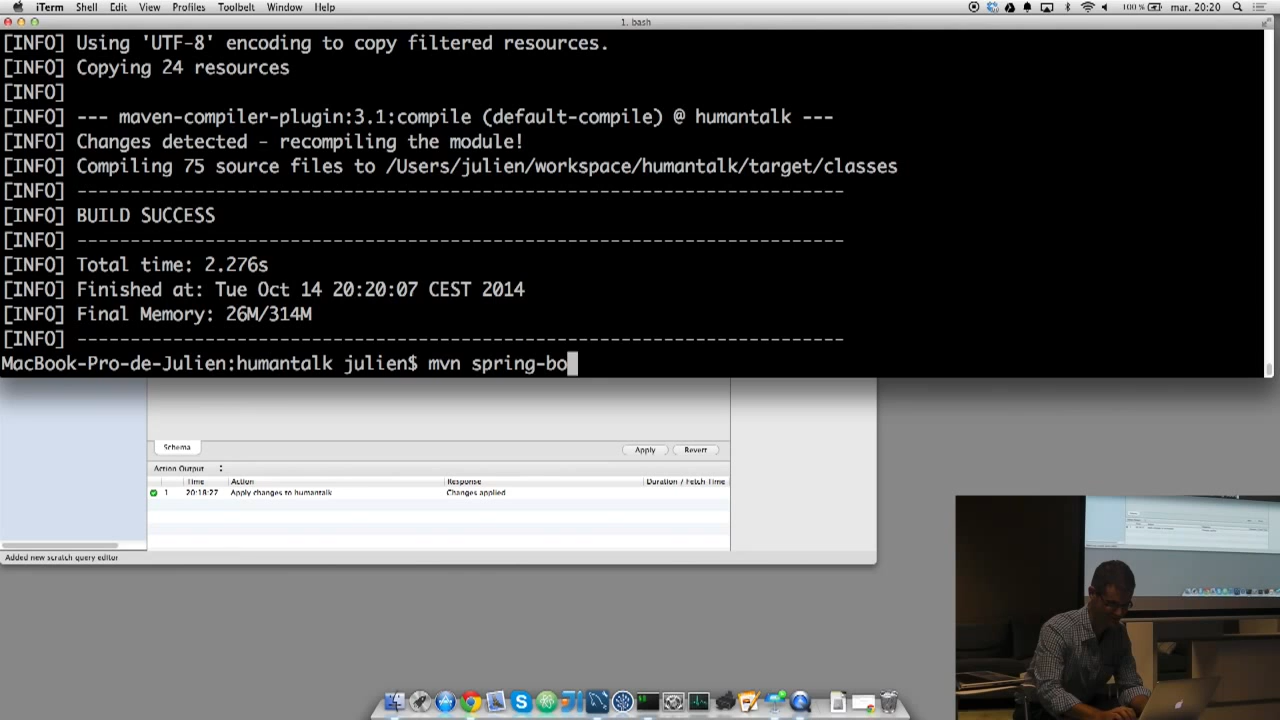 iTerm Shell Edit View Profiles Toolbelt Window Help 100 % mar. 20:20
1. bash
[INFO] Using 'UTF-8' encoding to copy filtered resources.
[INFO] Copying 24 resources
[INFO]
[INFO] --- maven-compiler-plugin:3.1:compile (default-compile) @ humantalk ---
[INFO] Changes detected - recompiling the module!
[INFO] Compiling 75 source files to /Users/julien/workspace/humantalk/target/classes
[INFO] ------------------------------------------------------------------------
[INFO] BUILD SUCCESS
[INFO] ------------------------------------------------------------------------
[INFO] Total time: 2.276s
[INFO] Finished at: Tue Oct 14 20:20:07 CEST 2014
[INFO] Final Memory: 26M/314M
[INFO] ------------------------------------------------------------------------
MacBook-Pro-de-Julien:humantalk julien$ mvn spring-bo
Schema Apply Revert
Action Output
Time Action Response Duration / Fetch Time
1 20:18:27 Apply changes to humantalk Changes applied
Added new scratch query editor